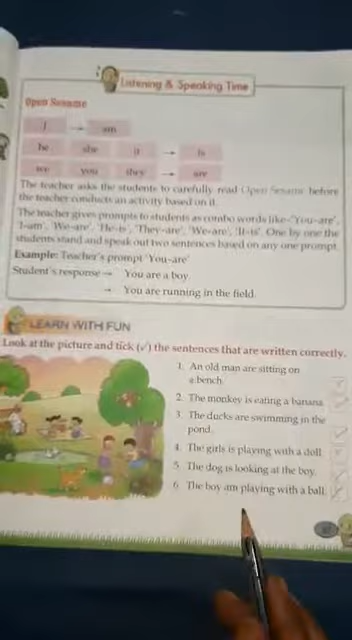 Listening & Speaking Time
Open Sesame
I → am
he she it → is
we you they → are
The teacher asks the students to carefully read Open Sesame before
the teacher conducts an activity based on it.
The teacher gives prompts to students as combo words like-'You-are',
'I-am', 'We-are', 'He-is', 'They-are', 'We-are', 'It-is'. One by one the
students stand and speak out two sentences based on any one prompt.
Example: Teacher's prompt 'You-are'
Student's response → You are a boy.
→ You are running in the field.
LEARN WITH FUN
Look at the picture and tick (✓) the sentences that are written correctly.
1. An old man are sitting on
a bench.
2. The monkey is eating a banana.
3. The ducks are swimming in the
pond.
4. The girls is playing with a doll.
5. The dog is looking at the boy.
6. The boy am playing with a ball.